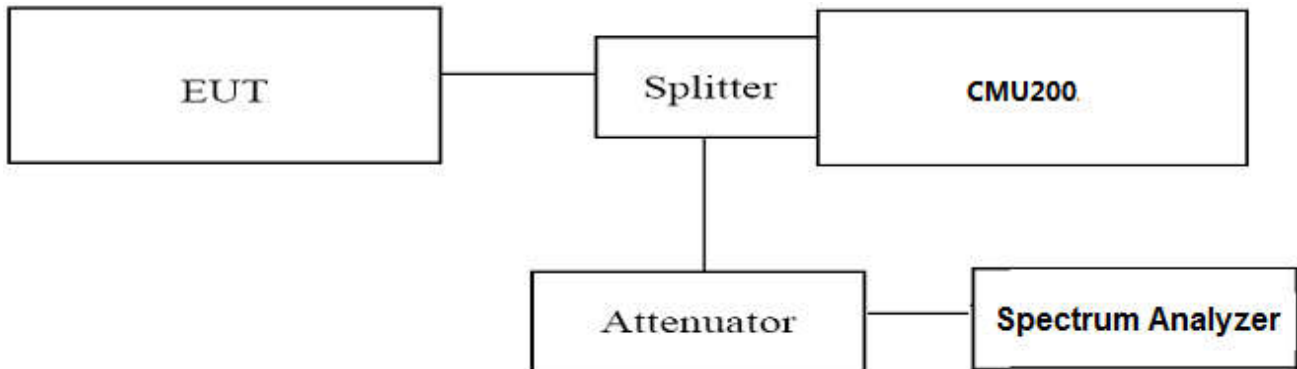 EUT
Splitter
CMU200.
Attenuator
Spectrum Analyzer